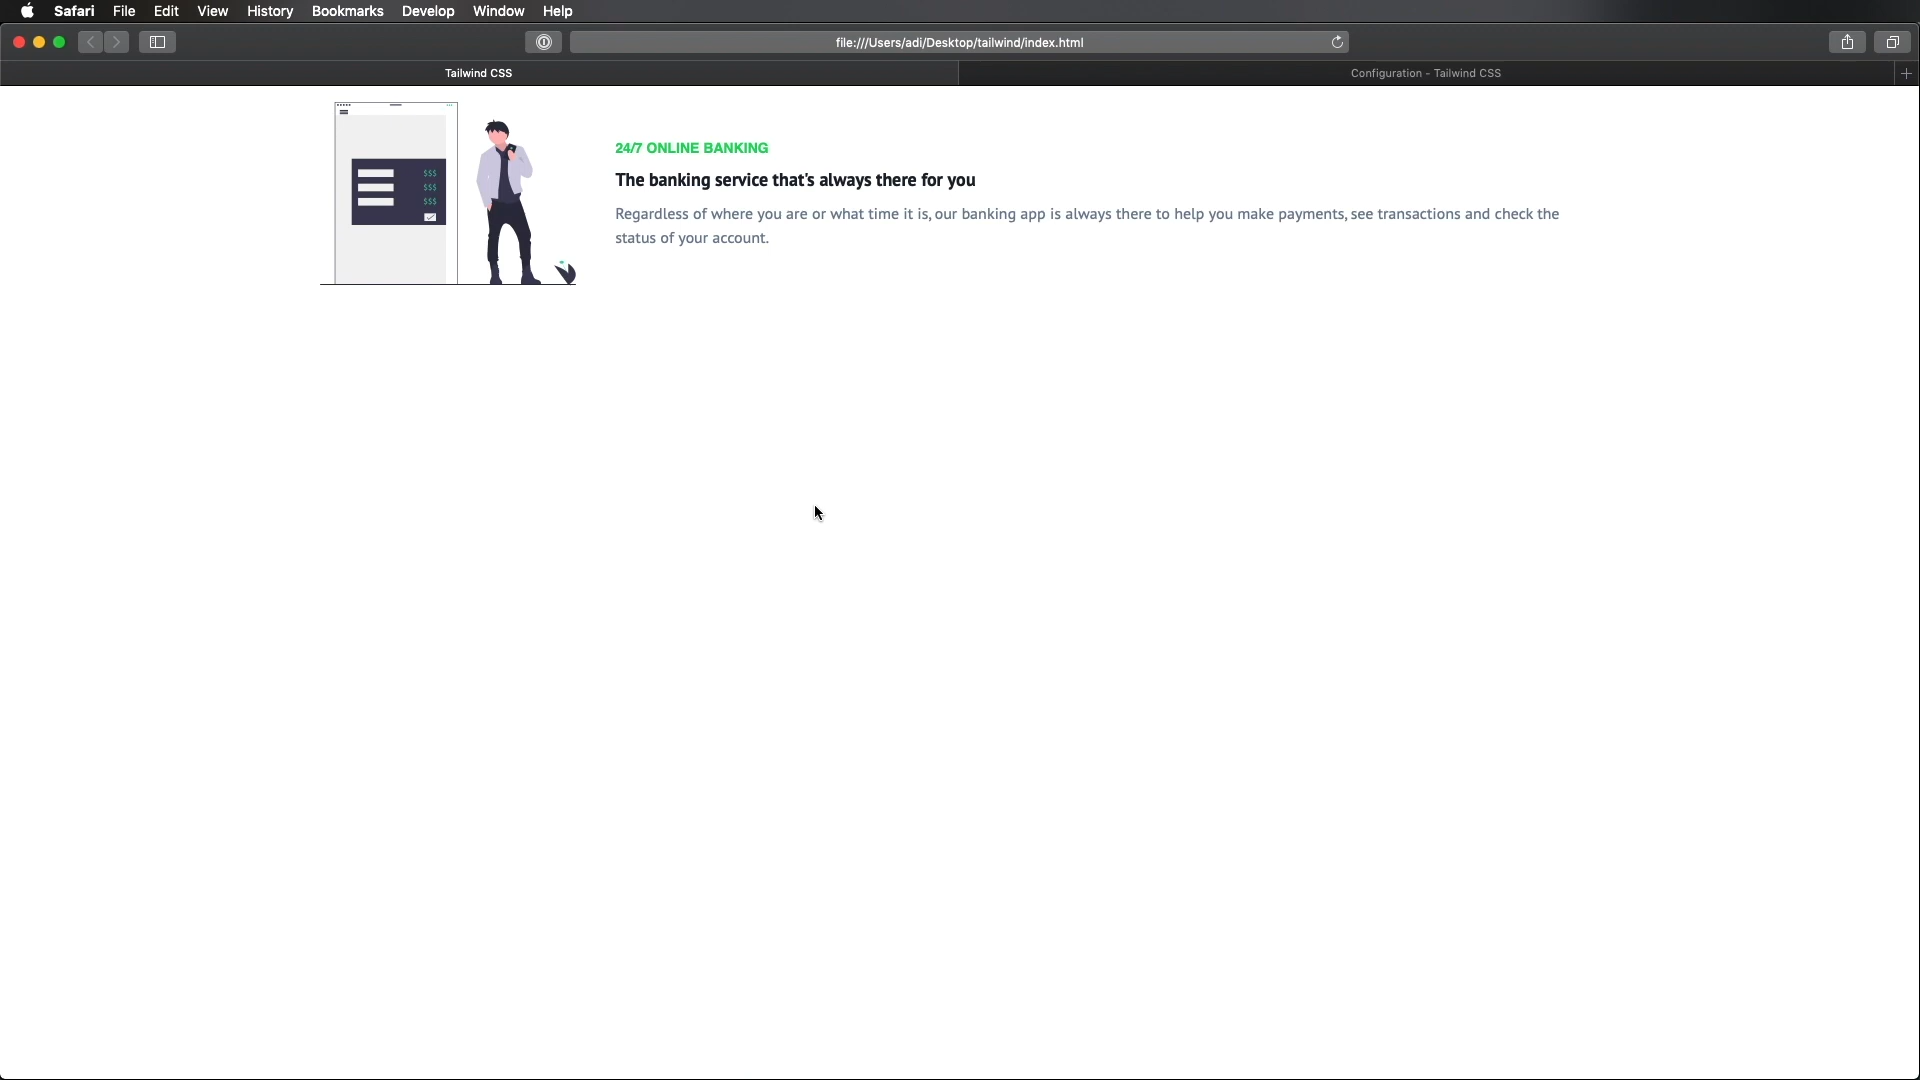 Safari File Edit View History Bookmarks Develop Window Help
file:///Users/adi/Desktop/tailwind/index.html
Tailwind CSS
Configuration - Tailwind CSS
$$$
$$$
$$$
24/7 ONLINE BANKING
The banking service that's always there for you
Regardless of where you are or what time it is, our banking app is always there to help you make payments, see transactions and check the
status of your account.